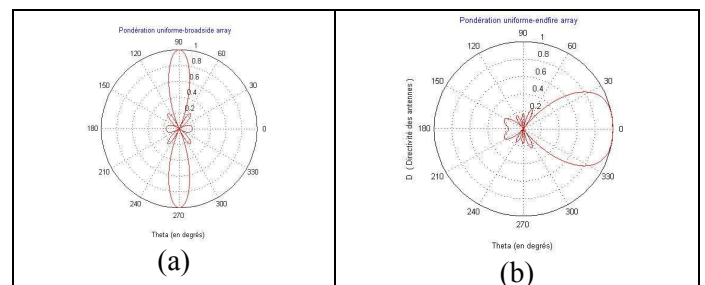 Pondération uniforme-broadside array
90 1
120 60
0.8
0.6
150 0.4 30
0.2
180 0
210 330
240 300
270
Theta (en degrés)
(a)
Pondération uniforme-endfire array
90 1
120 60
0.8
0.6
150 0.4 30
0.2
180 0
210 330
240 300
270
D ( Directivité des antennes )
Theta (en degrés)
(b)